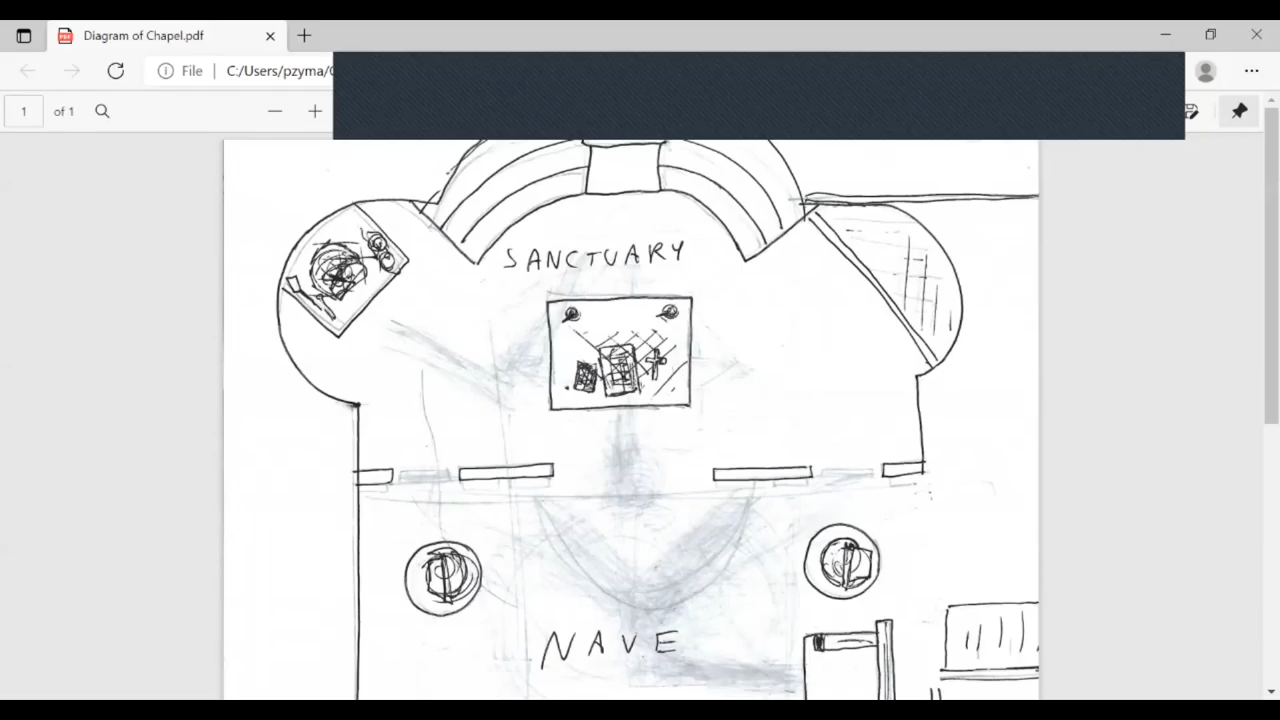 Diagram of Chapel.pdf
File C:/Users/pzyma/
1 of 1
SANCTUARY
NAVE